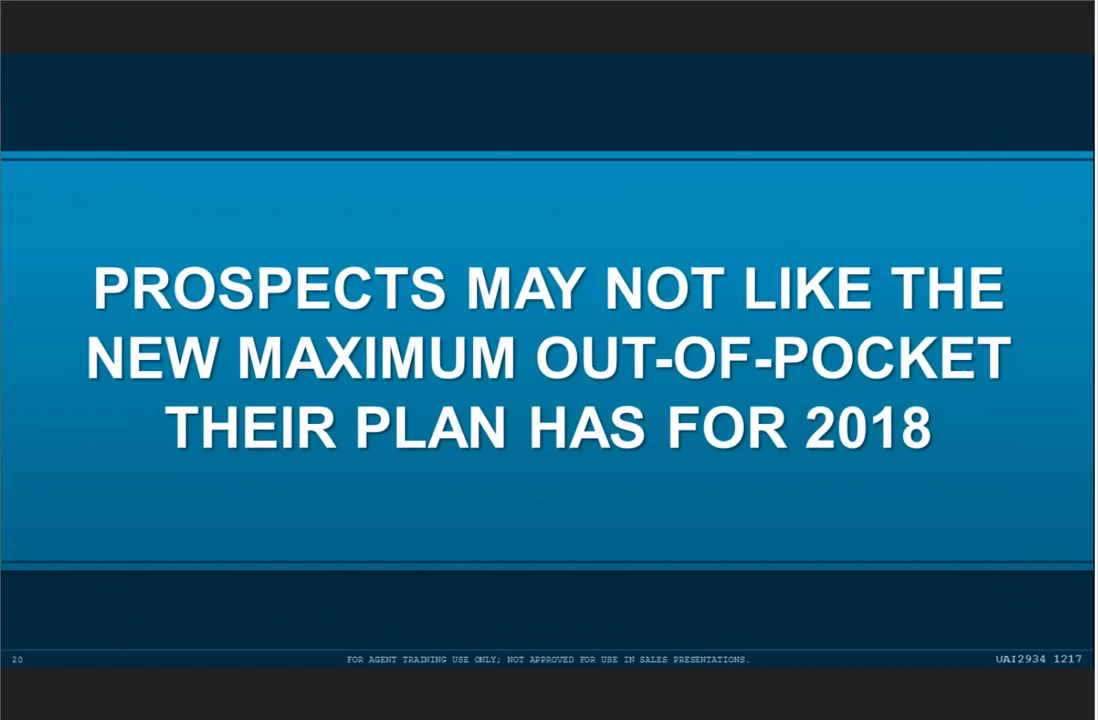 PROSPECTS MAY NOT LIKE THE
NEW MAXIMUM OUT-OF-POCKET
THEIR PLAN HAS FOR 2018
20
FOR AGENT TRAINING USE ONLY; NOT APPROVED FOR USE IN SALES PRESENTATIONS.
UAI2934 1217